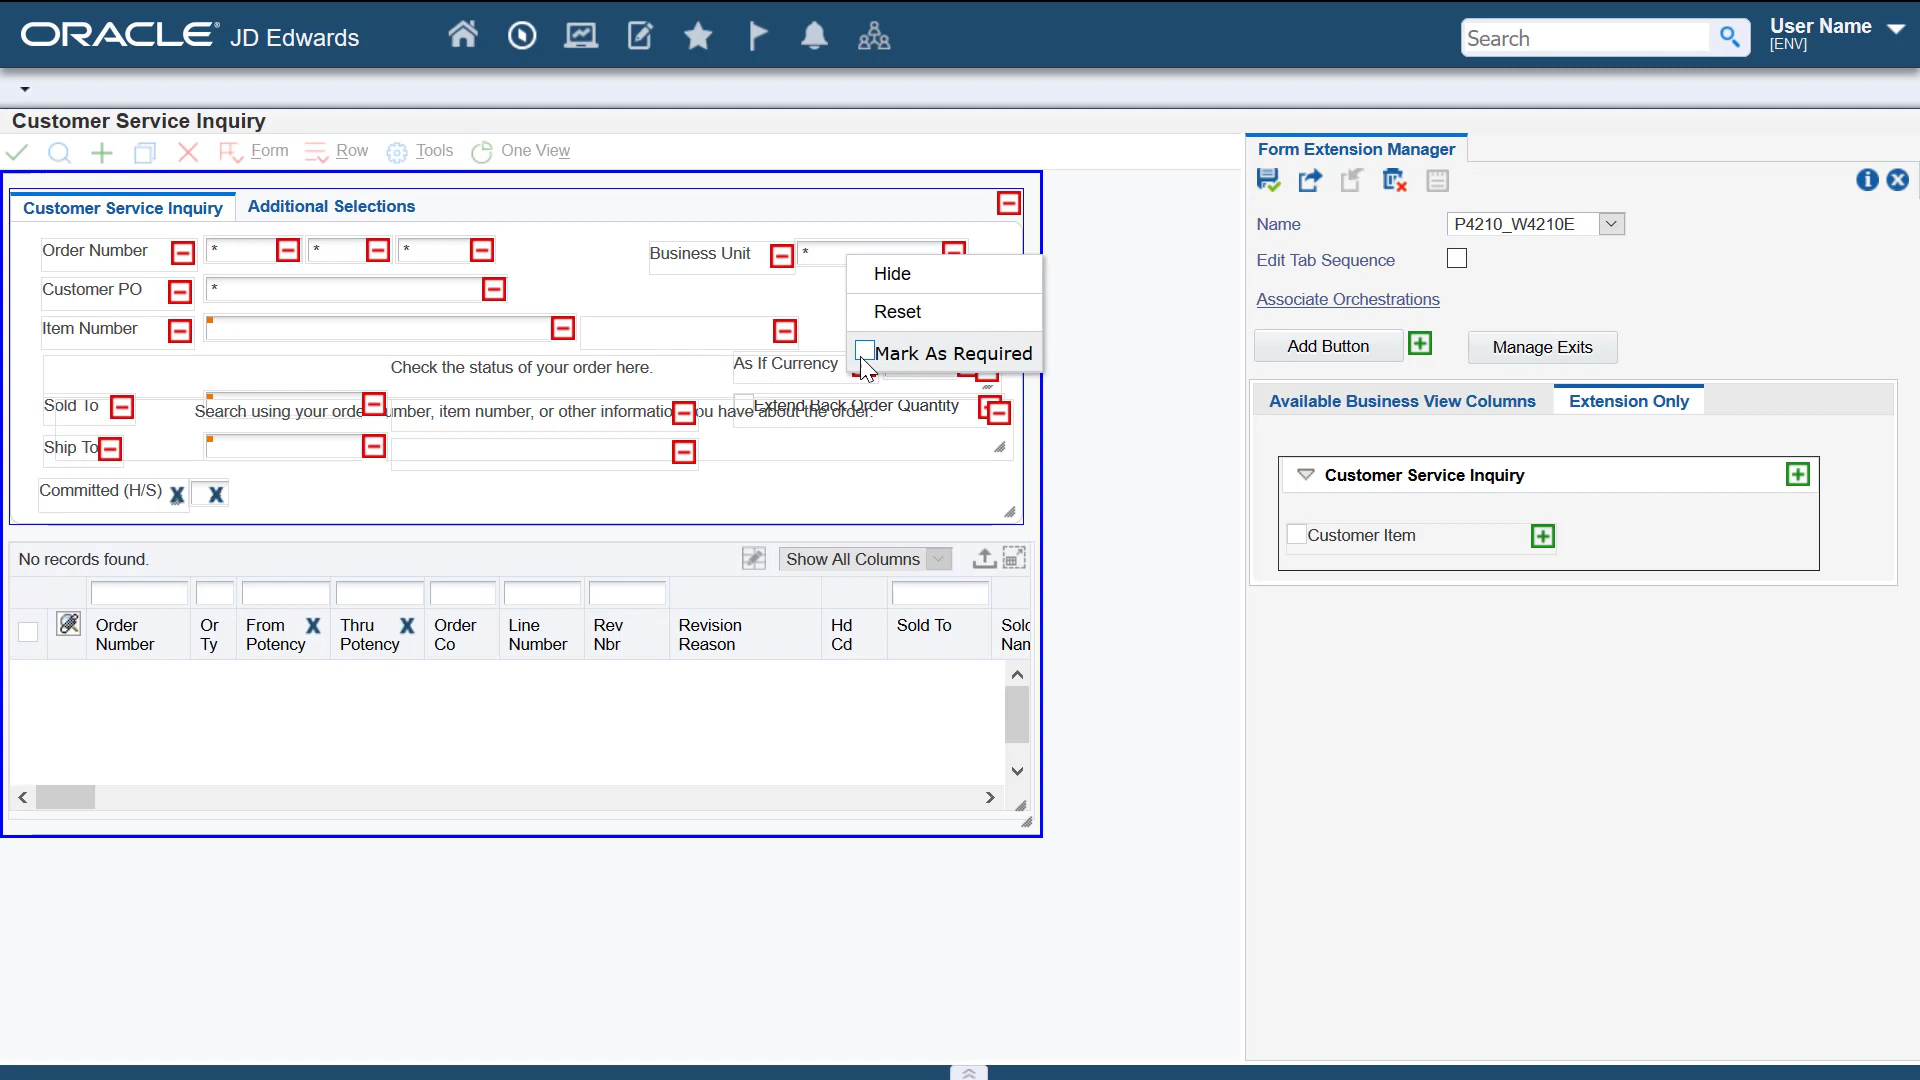 ORACLE JD Edwards
Search
User Name
[ENV]
Customer Service Inquiry
Form
Row
Tools
One View
Customer Service Inquiry
Additional Selections
Order Number
*
*
*
Business Unit
*
Customer PO
*
Item Number
Hide
Reset
Mark As Required
Check the status of your order here.
As If Currency
Sold To
Search using your order number, item number, or other information you have about the order.
Extend Back Order Quantity
Ship To
Committed (H/S)
No records found.
Show All Columns
Order Number
Or Ty
From Potency
Thru Potency
Order Co
Line Number
Rev Nbr
Revision Reason
Hd Cd
Sold To
Form Extension Manager
Name
P4210_W4210E
Edit Tab Sequence
Associate Orchestrations
Add Button
Manage Exits
Available Business View Columns
Extension Only
Customer Service Inquiry
Customer Item